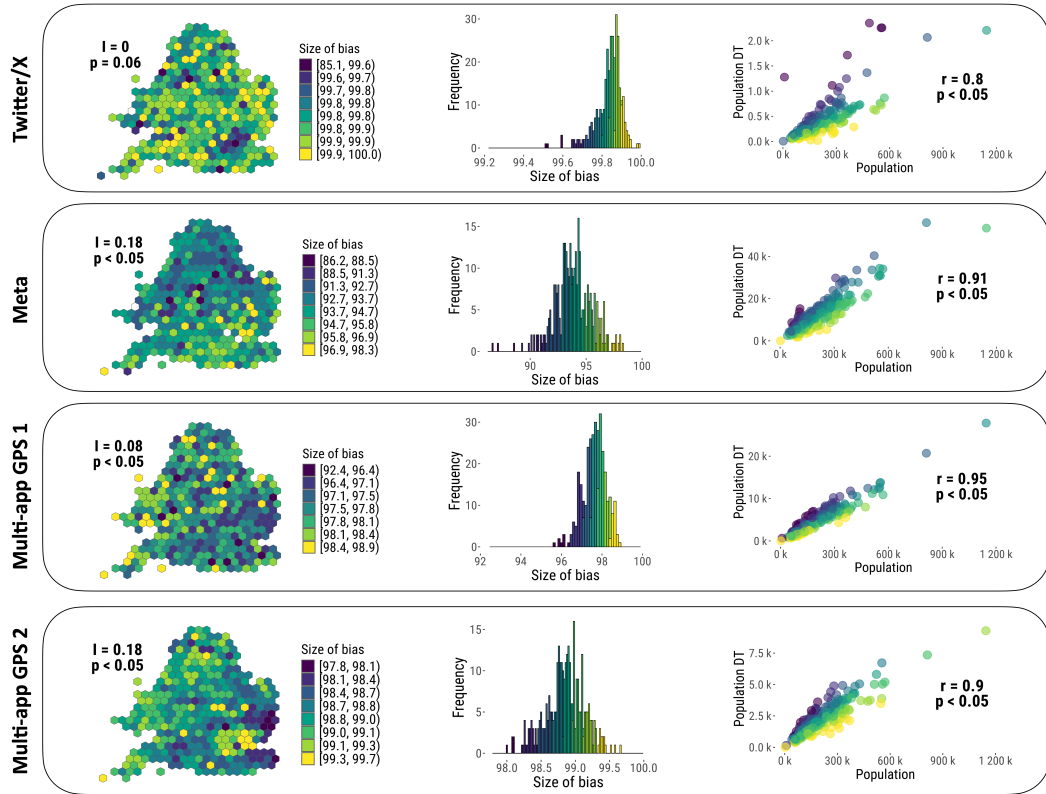 Twitter/X
I = 0
p = 0.06
Size of bias
[85.1, 99.6)
[99.6, 99.7)
[99.7, 99.8)
[99.8, 99.8)
[99.8, 99.8)
[99.8, 99.9)
[99.9, 99.9)
[99.9, 100.0)
Frequency
30
20
10
0
99.2 99.4 99.6 99.8 100.0
Size of bias
Population DT
2.0 k
1.5 k
1.0 k
0.5 k
0.0 k
0 k 300 k 600 k 900 k 1 200 k
Population
r = 0.8
p < 0.05
Meta
I = 0.18
p < 0.05
Size of bias
[86.2, 88.5)
[88.5, 91.3)
[91.3, 92.7)
[92.7, 93.7)
[93.7, 94.7)
[94.7, 95.8)
[95.8, 96.9)
[96.9, 98.3)
Frequency
15
10
5
0
90 95 100
Size of bias
Population DT
40 k
20 k
0 k
0 k 300 k 600 k 900 k 1 200 k
Population
r = 0.91
p < 0.05
Multi-app GPS 1
I = 0.08
p < 0.05
Size of bias
[92.4, 96.4)
[96.4, 97.1)
[97.1, 97.5)
[97.5, 97.8)
[97.8, 98.1)
[98.1, 98.4)
[98.4, 98.9)
Frequency
30
20
10
0
92 94 96 98 100
Size of bias
Population DT
20 k
10 k
0 k
0 k 300 k 600 k 900 k 1 200 k
Population
r = 0.95
p < 0.05
Multi-app GPS 2
I = 0.18
p < 0.05
Size of bias
[97.8, 98.1)
[98.1, 98.4)
[98.4, 98.7)
[98.7, 98.8)
[98.8, 99.0)
[99.0, 99.1)
[99.1, 99.3)
[99.3, 99.7)
Frequency
15
10
5
0
98.0 98.5 99.0 99.5 100.0
Size of bias
Population DT
7.5 k
5.0 k
2.5 k
0.0 k
0 k 300 k 600 k 900 k 1 200 k
Population
r = 0.9
p < 0.05